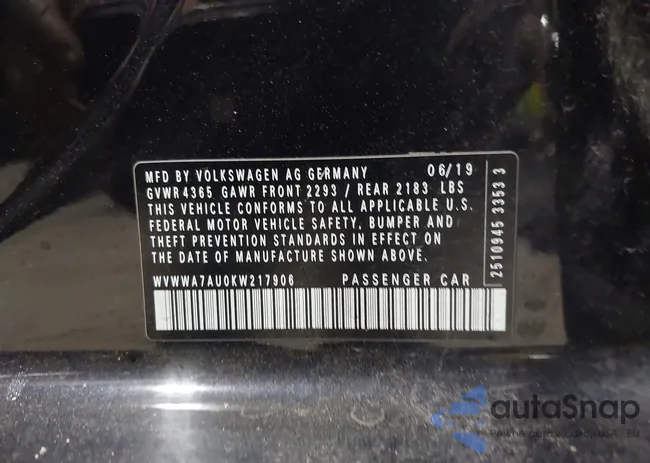 MFD BY VOLKSWAGEN AG GERMANY 06/19
GVWR 4365 GAWR FRONT 2293 / REAR 2183 LBS
THIS VEHICLE CONFORMS TO ALL APPLICABLE U.S.
FEDERAL MOTOR VEHICLE SAFETY, BUMPER AND
THEFT PREVENTION STANDARDS IN EFFECT ON
THE DATE OF MANUFACTURE SHOWN ABOVE.
WVWWA7AU0KW217906 PASSENGER CAR
2510945 3353 3
autoSnap